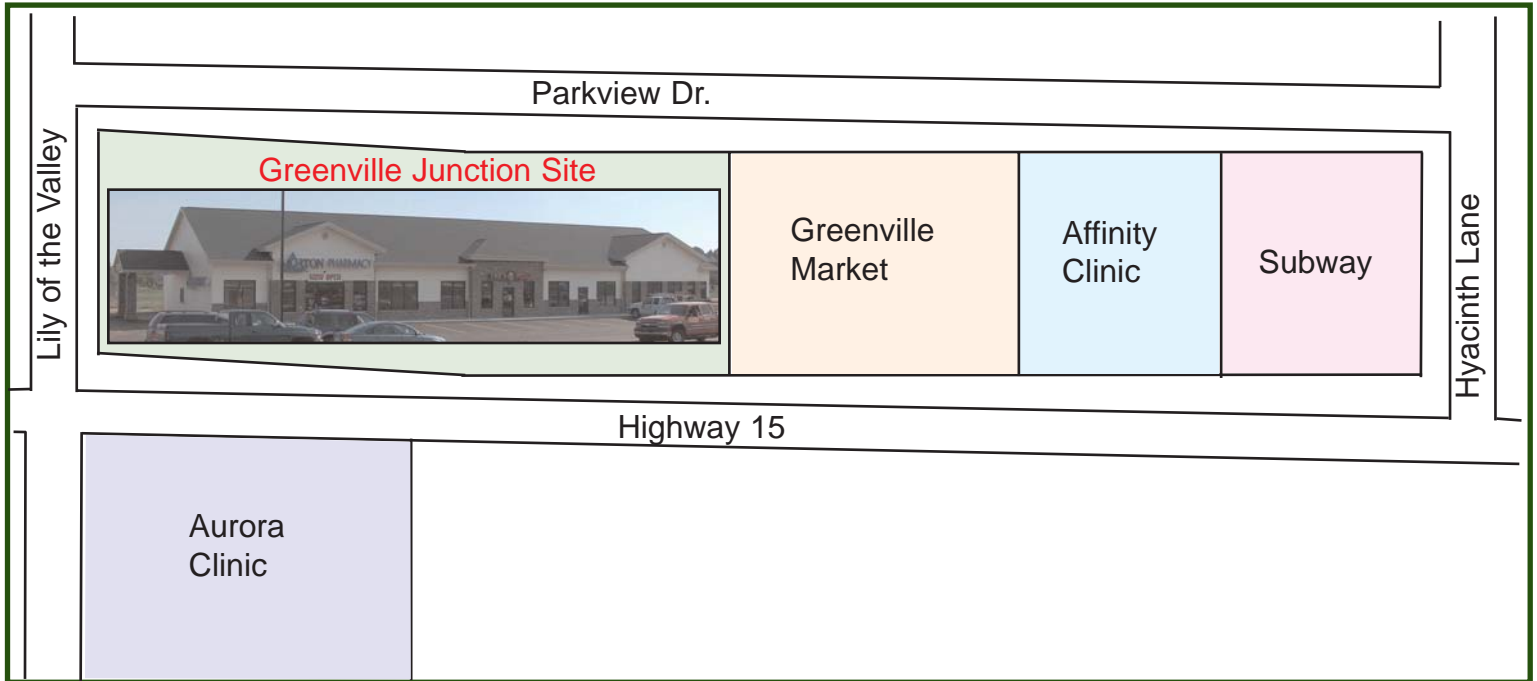 Parkview Dr.
Lily of the Valley
Greenville Junction Site
PHARMACY
Greenville
Market
Affinity
Clinic
Subway
Hyacinth Lane
Highway 15
Aurora
Clinic